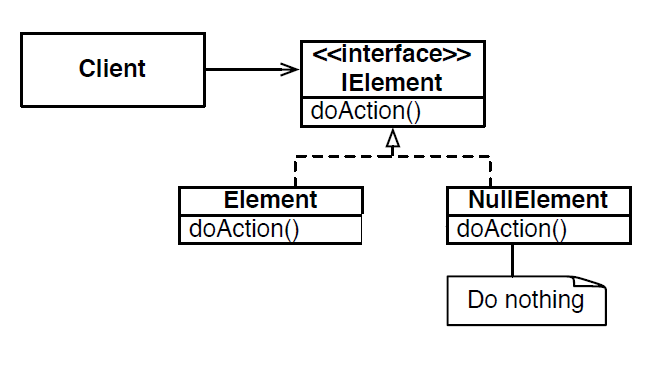 Client
<<interface>>
IElement
doAction()
Element
doAction()
NullElement
doAction()
Do nothing